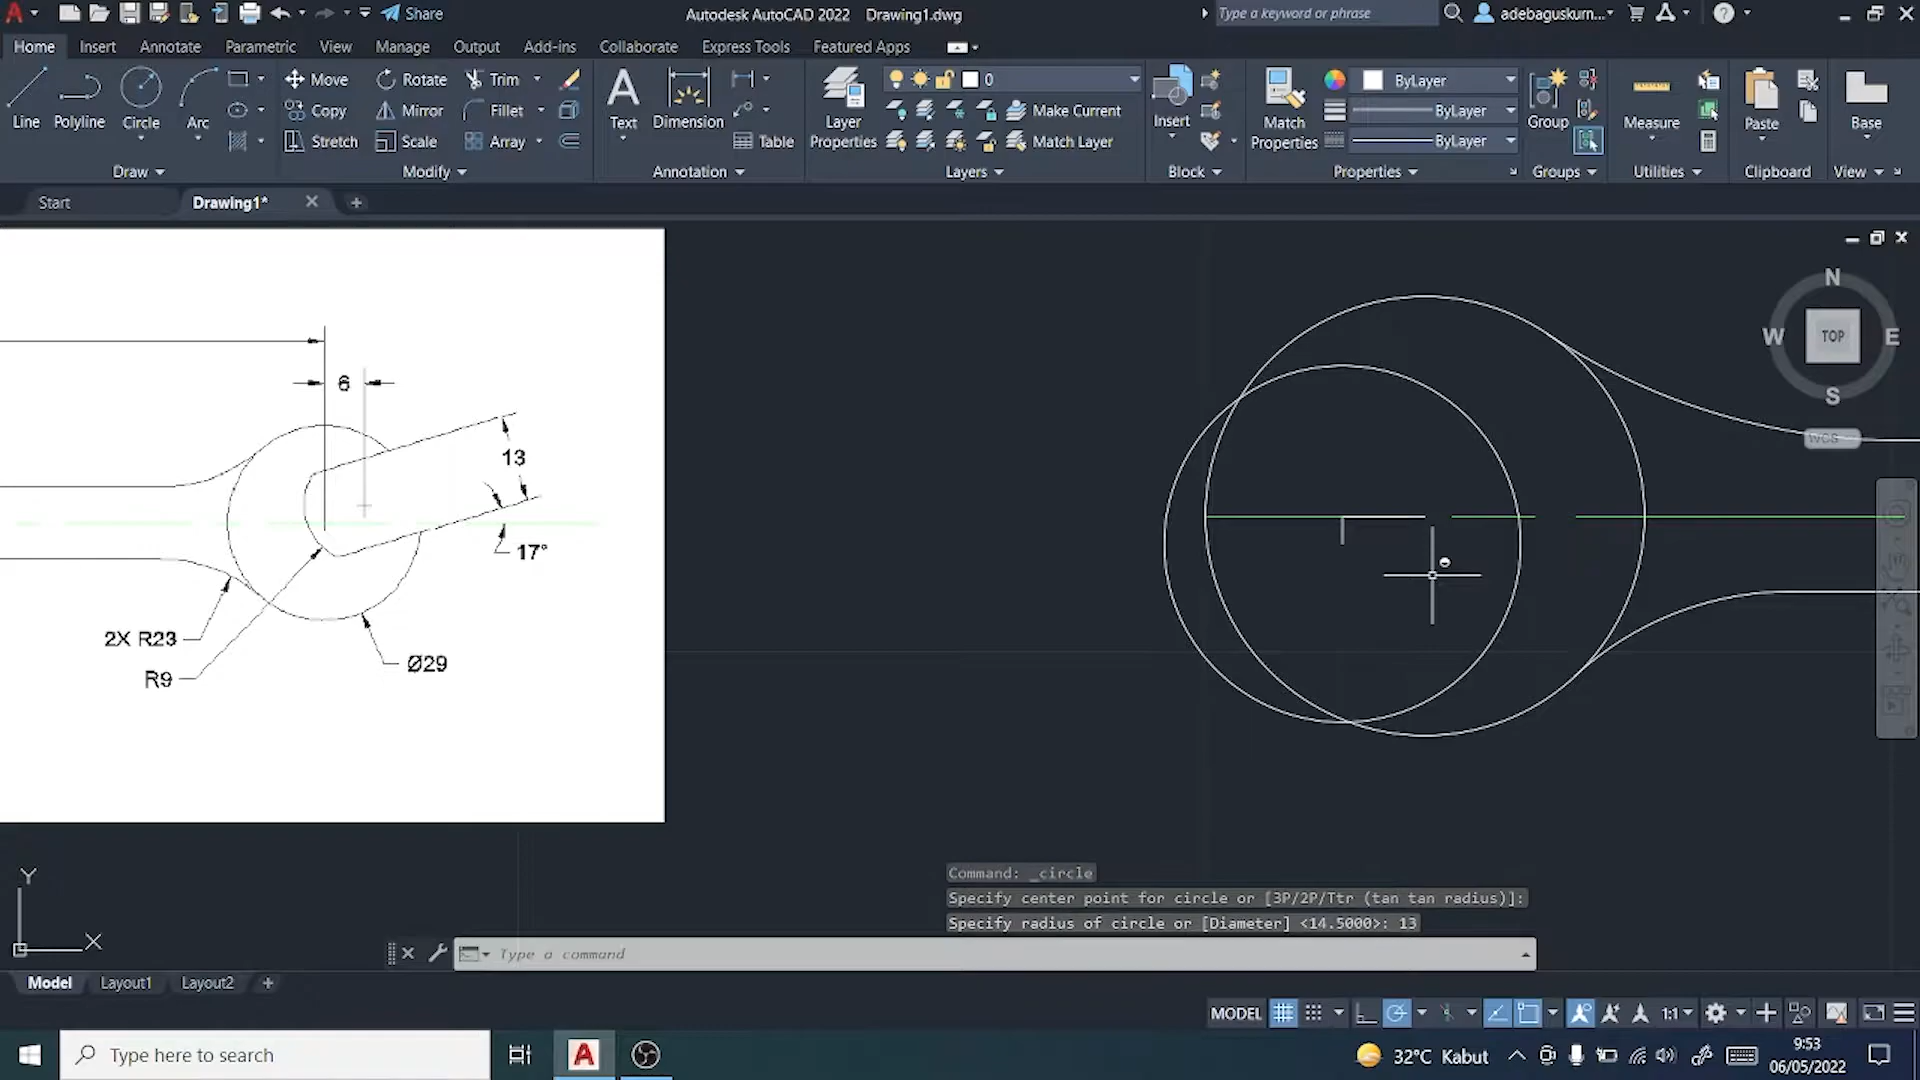 Share
Autodesk AutoCAD 2022 Drawing1.dwg
Type a keyword or phrase
adebaguskurn...
Home Insert Annotate Parametric View Manage Output Add-ins Collaborate Express Tools Featured Apps
Line Polyline Circle Arc
Move Rotate Trim
Copy Mirror Fillet
Stretch Scale Array
Text Dimension Table
Layer Properties
0
Make Current
Match Layer
Insert
Match Properties
ByLayer
ByLayer
ByLayer
Group
Measure
Paste
Base
Draw Modify Annotation Layers Block Properties Groups Utilities Clipboard View
Start Drawing1*
N
W TOP E
S
WCS
6
13
17°
2X R23
R9
Ø29
Y
X
Command: _circle
Specify center point for circle or [3P/2P/Ttr (tan tan radius)]:
Specify radius of circle or [Diameter] <14.5000>: 13
Type a command
Model Layout1 Layout2
MODEL 1:1
Type here to search
32°C Kabut
9:53
06/05/2022